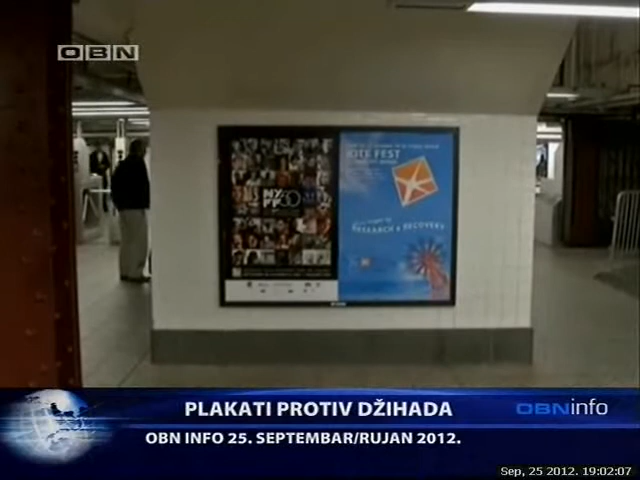 OBN
NYFF50
KITE FEST
RESEARCH & RECOVERY
PLAKATI PROTIV DŽIHADA
OBNinfo
OBN INFO 25. SEPTEMBAR/RUJAN 2012.
Sep, 25 2012. 19:02:07